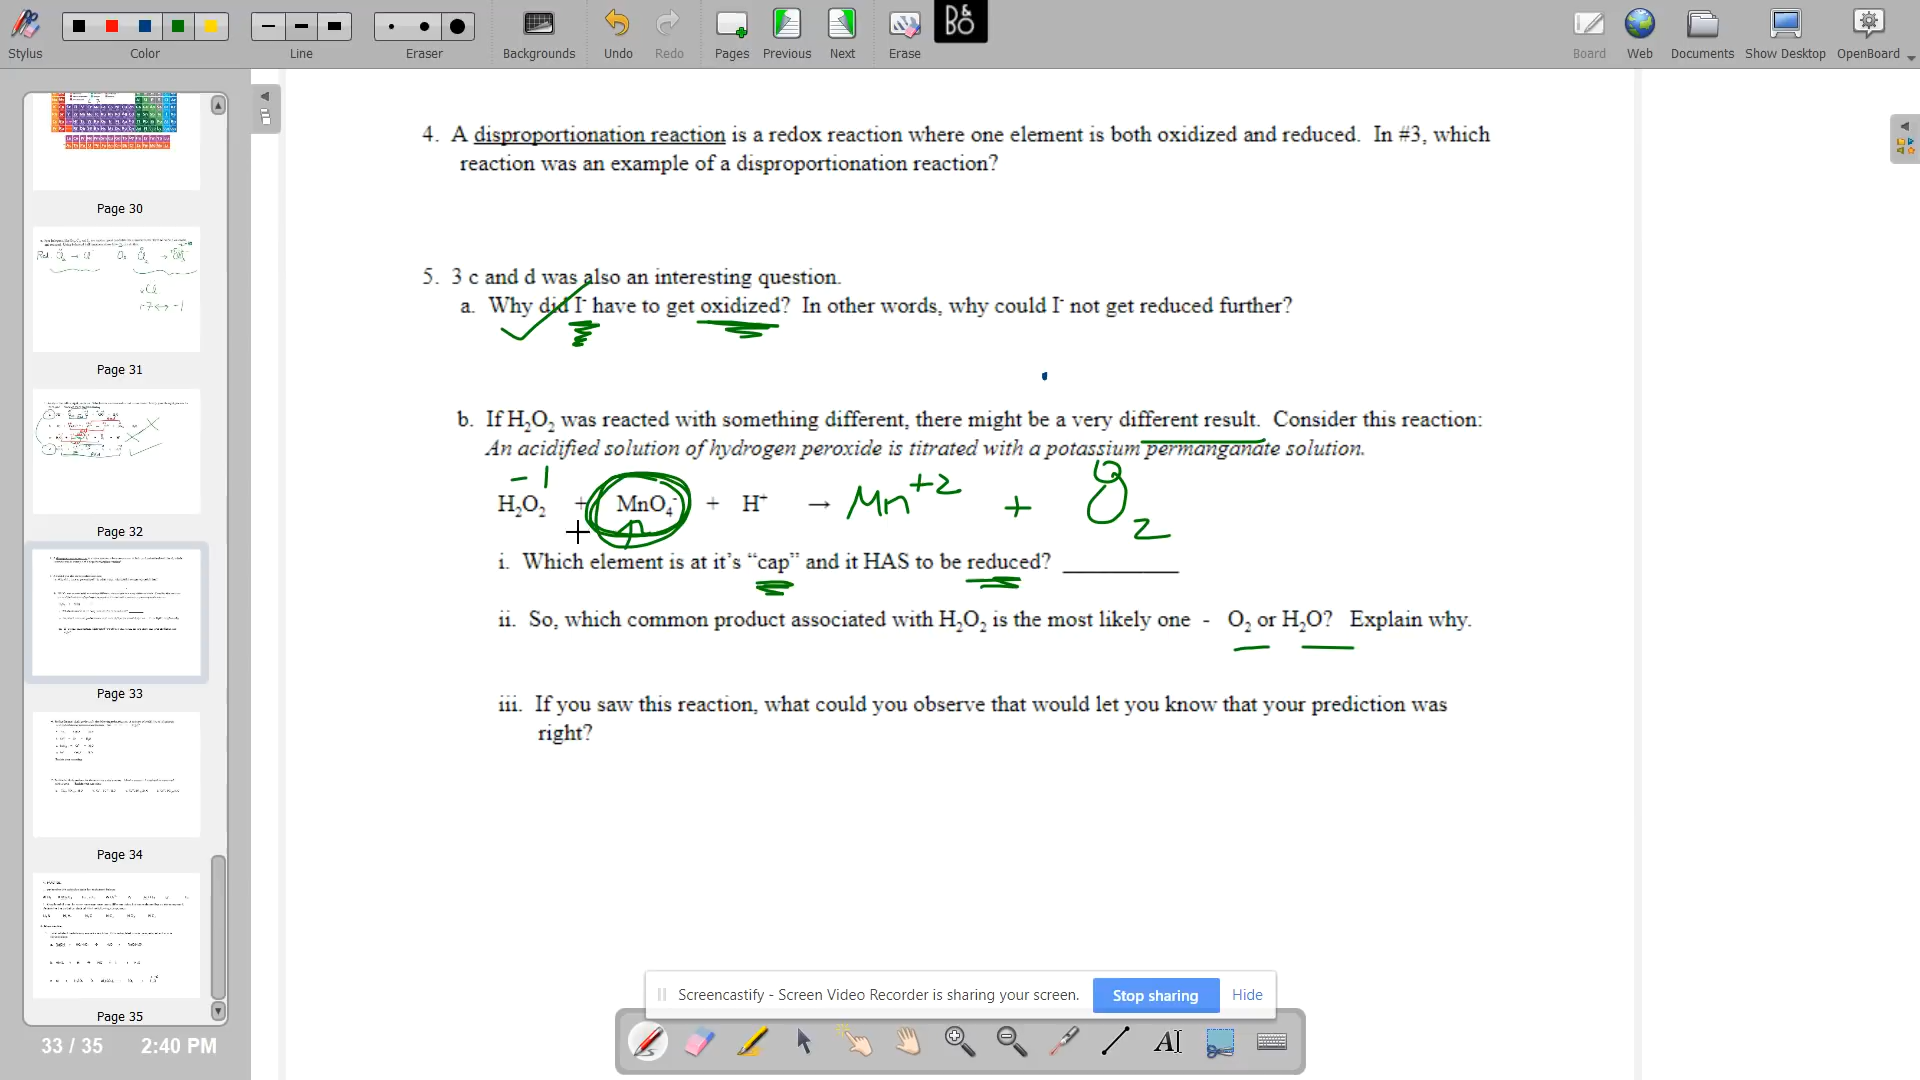 Stylus Color Line Eraser Backgrounds Undo Redo Pages Previous Next Erase B&O Board Web Documents Show Desktop OpenBoard
Page 30
Page 31
Page 32
Page 33
Page 34
Page 35
33 / 35 2:40 PM
4. A disproportionation reaction is a redox reaction where one element is both oxidized and reduced. In #3, which
reaction was an example of a disproportionation reaction?
5. 3 c and d was also an interesting question.
a. Why did I⁻ have to get oxidized? In other words, why could I⁻ not get reduced further?
b. If H₂O₂ was reacted with something different, there might be a very different result. Consider this reaction:
An acidified solution of hydrogen peroxide is titrated with a potassium permanganate solution.
-1
H₂O₂ + MnO₄⁻ + H⁺ → Mn⁺² + O₂
i. Which element is at it's “cap” and it HAS to be reduced? __________
ii. So, which common product associated with H₂O₂ is the most likely one - O₂ or H₂O? Explain why.
iii. If you saw this reaction, what could you observe that would let you know that your prediction was
right?
Screencastify - Screen Video Recorder is sharing your screen. Stop sharing Hide